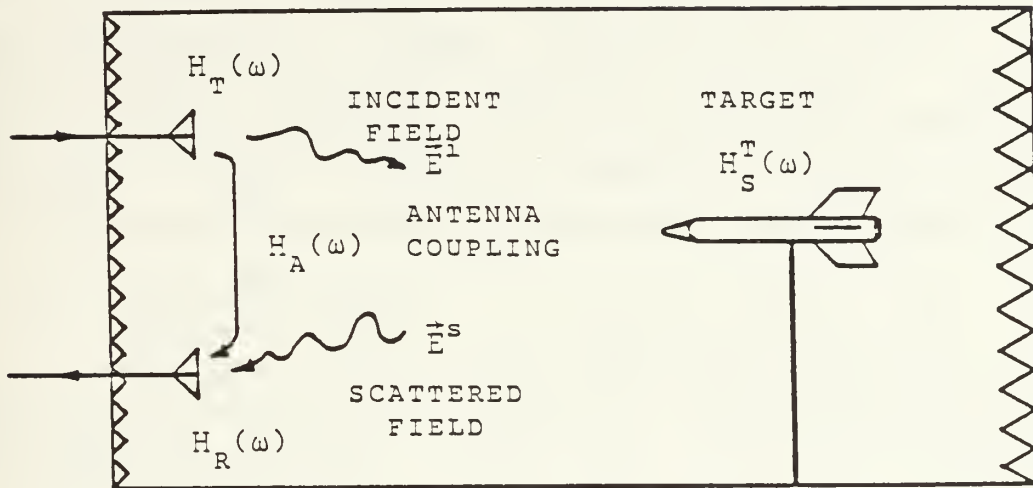 H_T(ω)
INCIDENT
FIELD
E⃗^i
TARGET
H_S^T(ω)
ANTENNA
COUPLING
H_A(ω)
E⃗^s
SCATTERED
FIELD
H_R(ω)